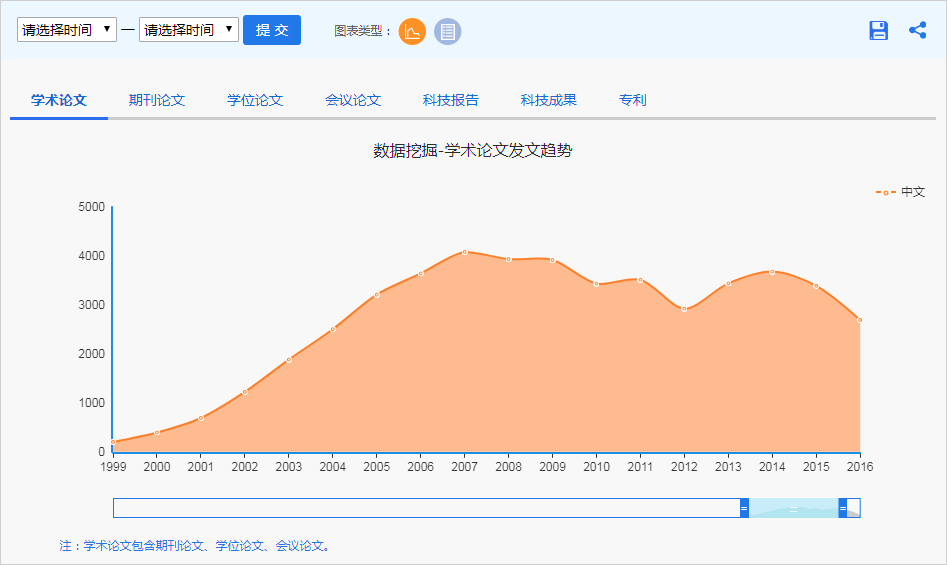 请选择时间 — 请选择时间 提 交 图表类型：
学术论文 期刊论文 学位论文 会议论文 科技报告 科技成果 专利
数据挖掘-学术论文发文趋势
中文
5000
4000
3000
2000
1000
0
1999 2000 2001 2002 2003 2004 2005 2006 2007 2008 2009 2010 2011 2012 2013 2014 2015 2016
注：学术论文包含期刊论文、学位论文、会议论文。